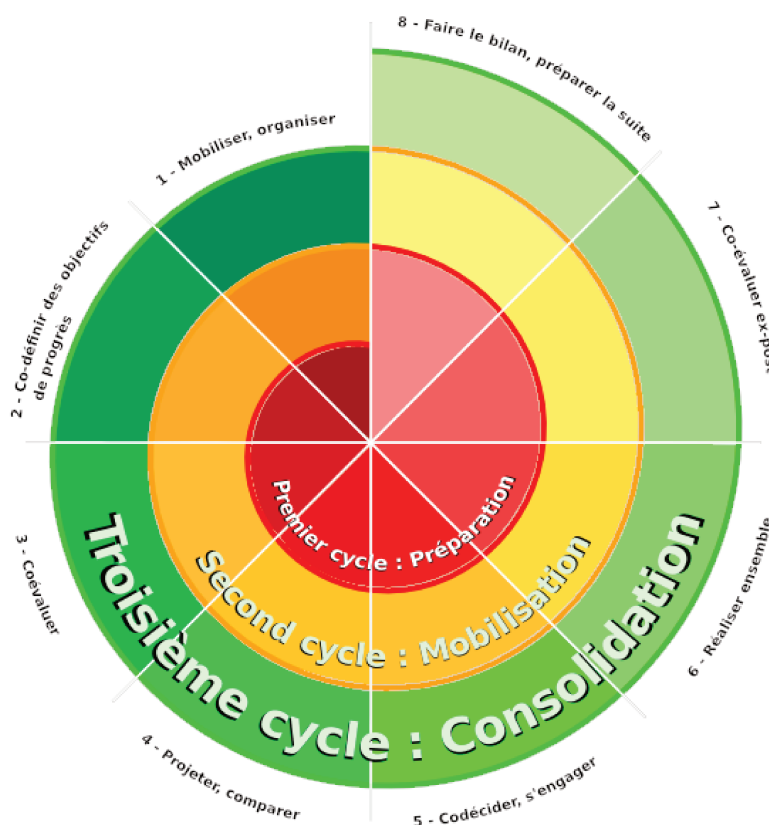 8 - Faire le bilan, préparer la suite
1 - Mobiliser, organiser
2 - Co-définir des objectifs
de progrès
7 - Co-évaluer ex-post
3 - Coévaluer
6 - Réaliser ensemble
4 - Projeter, comparer
5 - Codécider, s'engager
Premier cycle : Préparation
Second cycle : Mobilisation
Troisième cycle : Consolidation